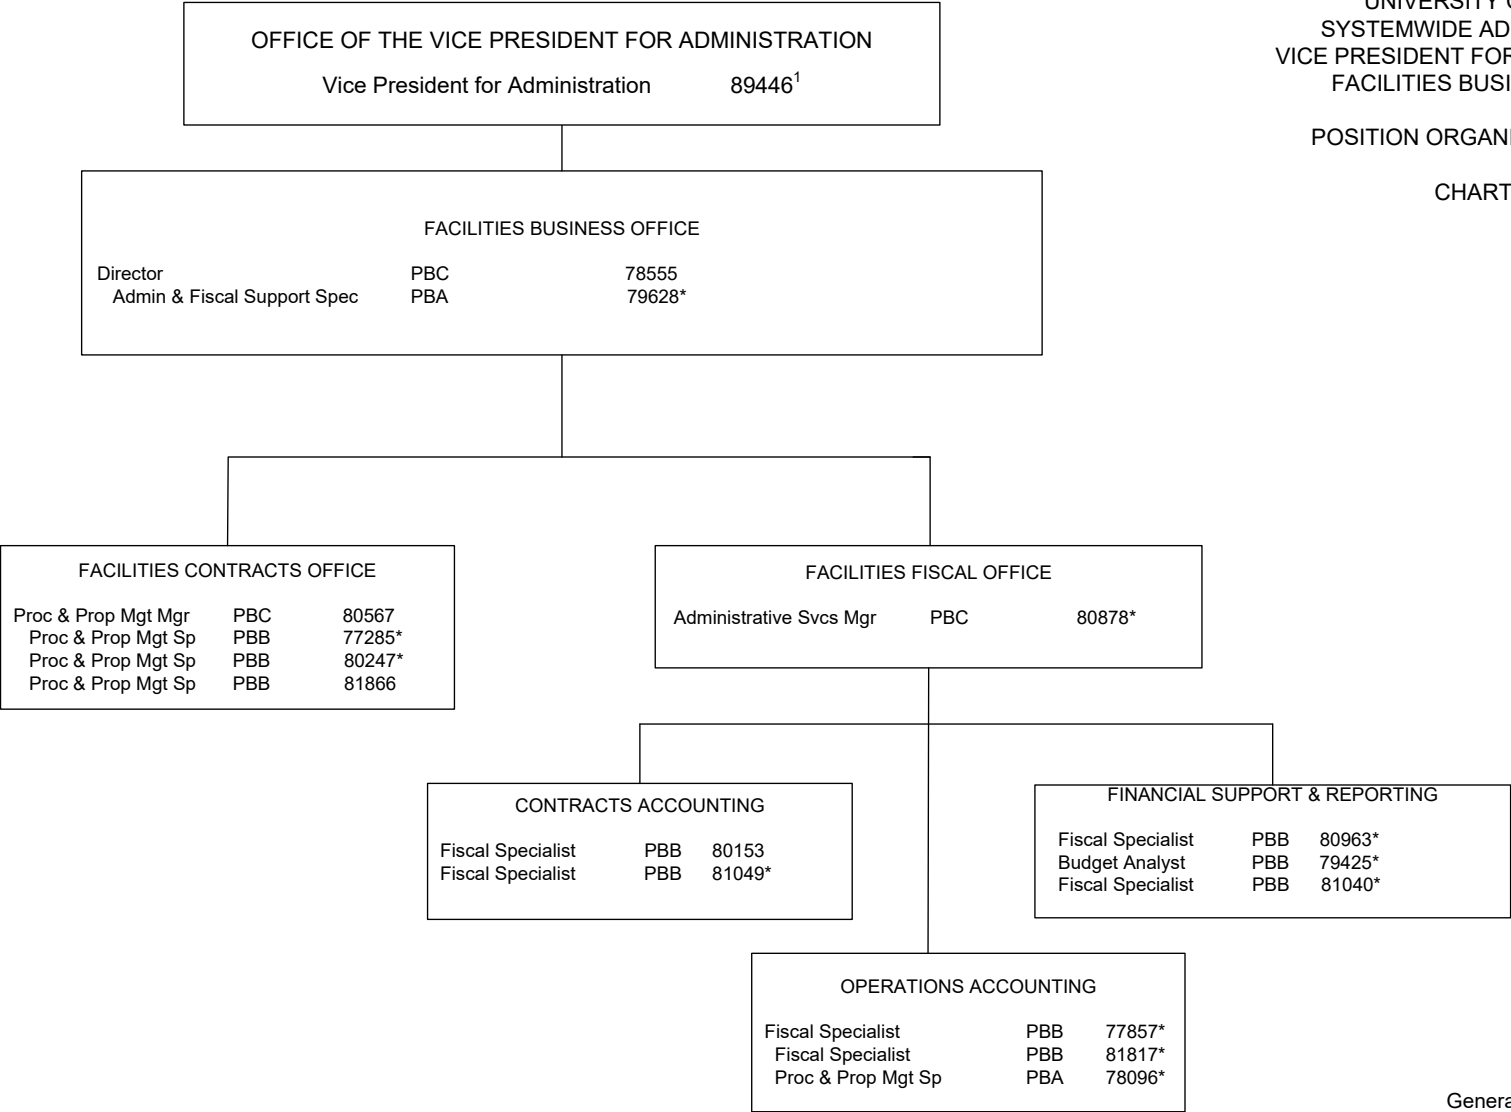 OFFICE OF THE VICE PRESIDENT FOR ADMINISTRATION
Vice President for Administration 89446¹
UNIVERSITY
SYSTEMWIDE
VICE PRESIDENT
FACILITIES
POSITION
CHART
FACILITIES BUSINESS OFFICE
Director PBC 78555
Admin & Fiscal Support Spec PBA 79628*
FACILITIES CONTRACTS OFFICE
Proc & Prop Mgt Mgr PBC 80567
Proc & Prop Mgt Sp PBB 77285*
Proc & Prop Mgt Sp PBB 80247*
Proc & Prop Mgt Sp PBB 81866
FACILITIES FISCAL OFFICE
Administrative Svcs Mgr PBC 80878*
CONTRACTS ACCOUNTING
Fiscal Specialist PBB 80153
Fiscal Specialist PBB 81049*
FINANCIAL SUPPORT & REPORTING
Fiscal Specialist PBB 80963*
Budget Analyst PBB 79425*
Fiscal Specialist PBB 81040*
OPERATIONS ACCOUNTING
Fiscal Specialist PBB 77857*
Fiscal Specialist PBB 81817*
Proc & Prop Mgt Sp PBA 78096*